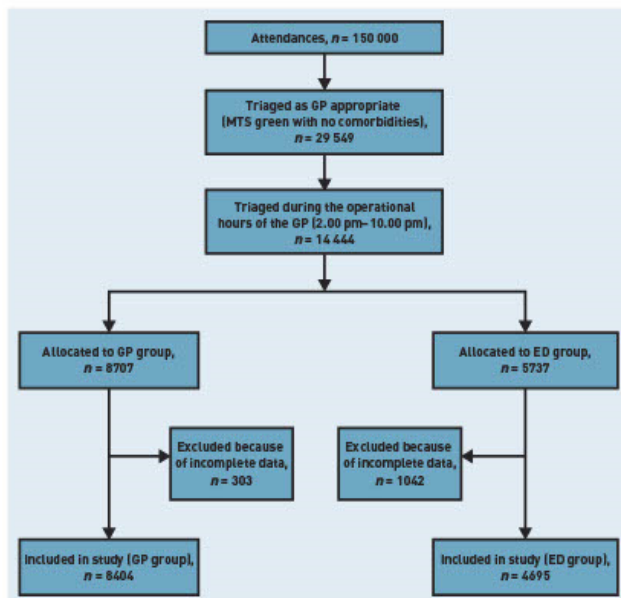 Attendances, n = 150 000
Triaged as GP appropriate
(MTS green with no comorbidities),
n = 29 549
Triaged during the operational
hours of the GP (2.00 pm–10.00 pm),
n = 14 444
Allocated to GP group,
n = 8707
Allocated to ED group,
n = 5737
Excluded because
of incomplete data,
n = 303
Excluded because
of incomplete data,
n = 1042
Included in study (GP group),
n = 8404
Included in study (ED group),
n = 4695